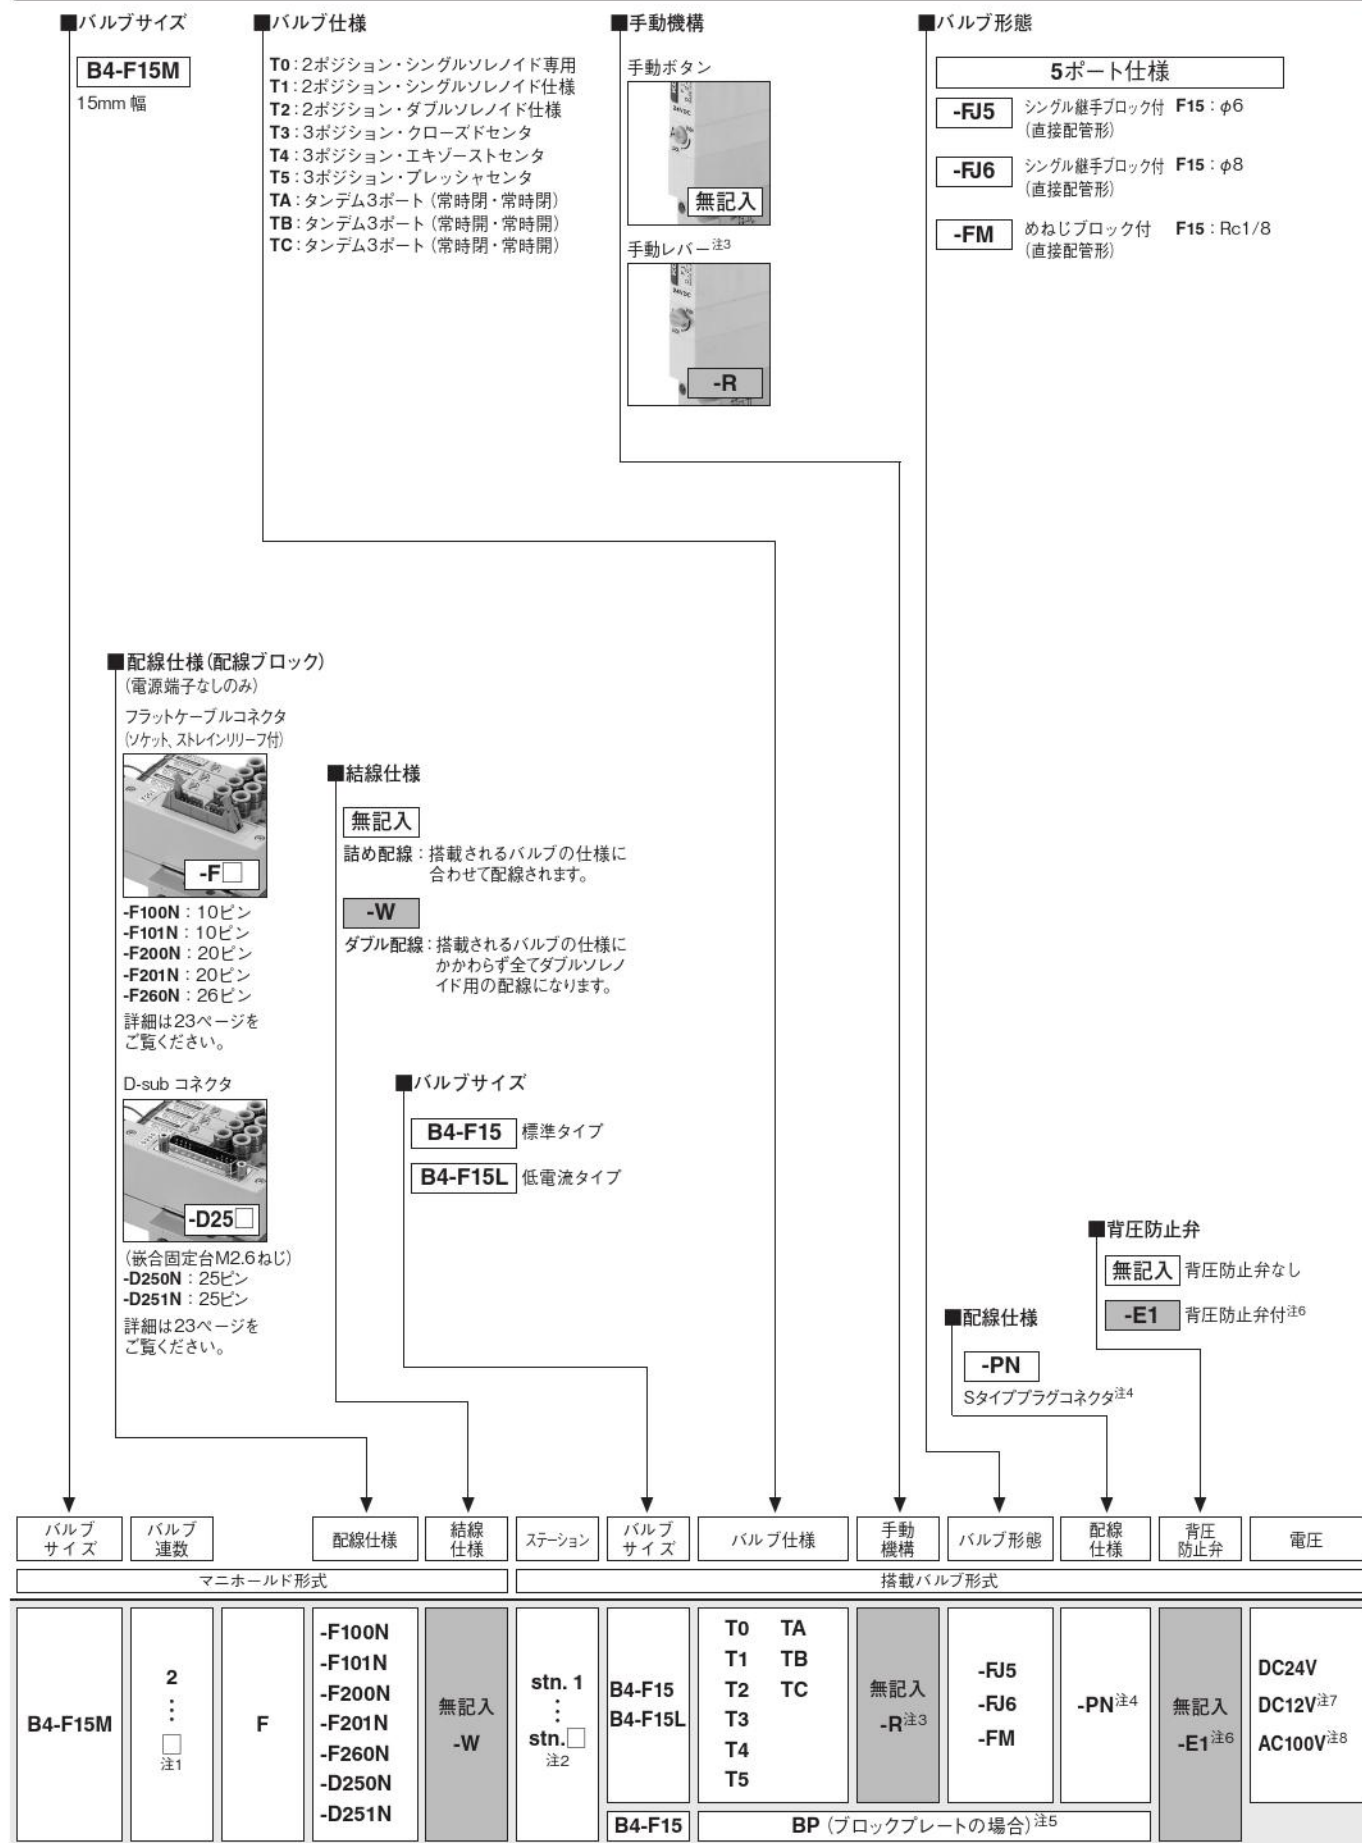 ■バルブサイズ
B4-F15M
15mm 幅
■バルブ仕様
T0：2ポジション・シングルソレノイド専用
T1：2ポジション・シングルソレノイド仕様
T2：2ポジション・ダブルソレノイド仕様
T3：3ポジション・クローズドセンタ
T4：3ポジション・エキゾーストセンタ
T5：3ポジション・プレッシャセンタ
TA：タンデム3ポート（常時閉・常時閉）
TB：タンデム3ポート（常時開・常時開）
TC：タンデム3ポート（常時閉・常時開）
■手動機構
手動ボタン
24VDC
無記入
手動レバー注3
24VDC
-R
■バルブ形態
5ポート仕様
-FJ5 シングル継手ブロック付 F15：φ6
（直接配管形）
-FJ6 シングル継手ブロック付 F15：φ8
（直接配管形）
-FM めねじブロック付 F15：Rc1/8
（直接配管形）
■配線仕様（配線ブロック）
（電源端子なしのみ）
フラットケーブルコネクタ
（ソケット、ストレインリリーフ付）
-F□
-F100N：10ピン
-F101N：10ピン
-F200N：20ピン
-F201N：20ピン
-F260N：26ピン
詳細は23ページを
ご覧ください。
D-sub コネクタ
-D25□
（嵌合固定台M2.6ねじ）
-D250N：25ピン
-D251N：25ピン
詳細は23ページを
ご覧ください。
■結線仕様
無記入
詰め配線：搭載されるバルブの仕様に
合わせて配線されます。
-W
ダブル配線：搭載されるバルブの仕様に
かかわらず全てダブルソレノ
イド用の配線になります。
■バルブサイズ
B4-F15 標準タイプ
B4-F15L 低電流タイプ
■背圧防止弁
無記入 背圧防止弁なし
-E1 背圧防止弁付注6
■配線仕様
-PN
Sタイププラグコネクタ注4
バルブ
サイズ
バルブ
連数
配線仕様
結線
仕様
ステーション
バルブ
サイズ
バルブ仕様
手動
機構
バルブ形態
配線
仕様
背圧
防止弁
電圧
マニホールド形式
搭載バルブ形式
B4-F15M
2
⋮
□
注1
F
-F100N
-F101N
-F200N
-F201N
-F260N
-D250N
-D251N
無記入
-W
stn. 1
⋮
stn.□
注2
B4-F15
B4-F15L
T0 TA
T1 TB
T2 TC
T3
T4
T5
無記入
-R注3
-FJ5
-FJ6
-FM
-PN注4
無記入
-E1注6
DC24V
DC12V注7
AC100V注8
B4-F15
BP（ブロックプレートの場合）注5